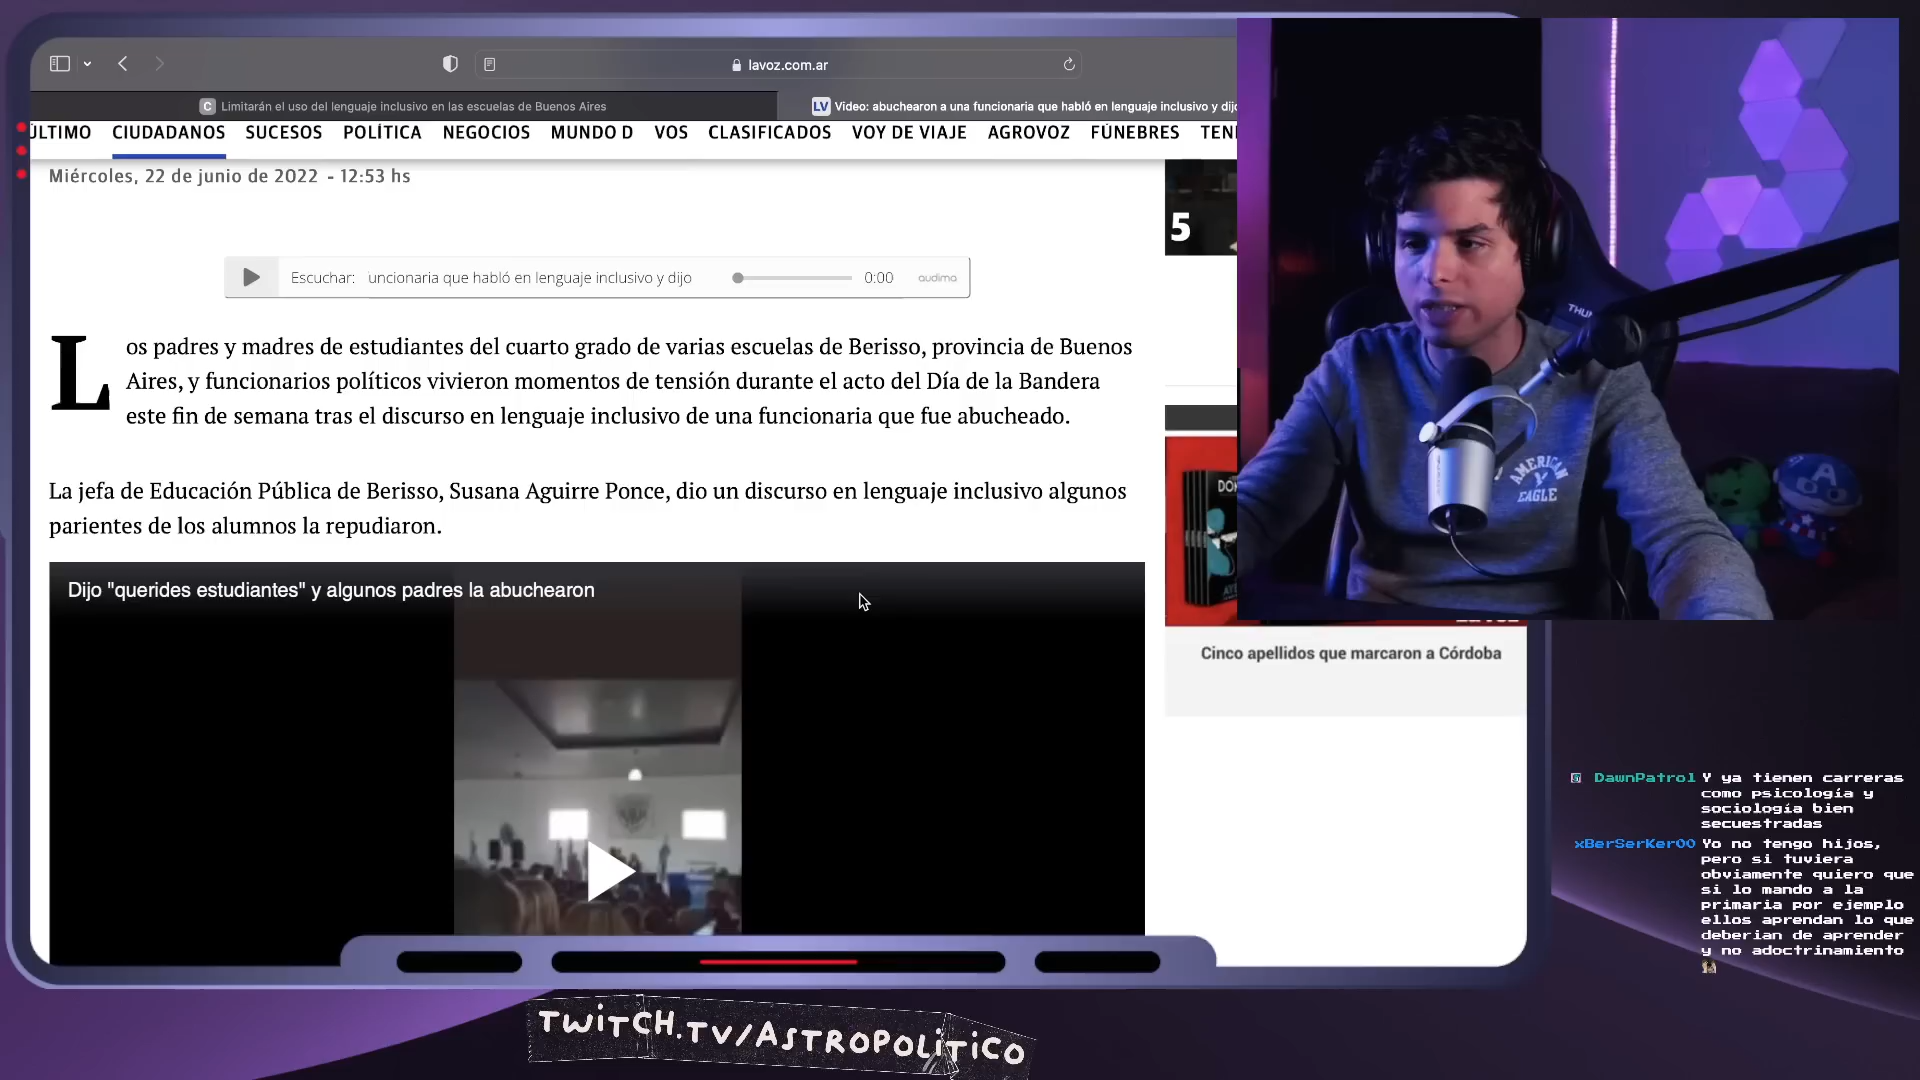 lavoz.com.ar
C Limitarán el uso del lenguaje inclusivo en las escuelas de Buenos Aires
LV Video: abuchearon a una funcionaria que habló en lenguaje inclusivo y dijo
ÚLTIMO CIUDADANOS SUCESOS POLÍTICA NEGOCIOS MUNDO D VOS CLASIFICADOS VOY DE VIAJE AGROVOZ FÚNEBRES TEN
Miércoles, 22 de junio de 2022 - 12:53 hs
5
Escuchar: uncionaria que habló en lenguaje inclusivo y dijo 0:00 audima
Los padres y madres de estudiantes del cuarto grado de varias escuelas de Berisso, provincia de Buenos
Aires, y funcionarios políticos vivieron momentos de tensión durante el acto del Día de la Bandera
este fin de semana tras el discurso en lenguaje inclusivo de una funcionaria que fue abucheado.
La jefa de Educación Pública de Berisso, Susana Aguirre Ponce, dio un discurso en lenguaje inclusivo algunos
parientes de los alumnos la repudiaron.
Dijo "querides estudiantes" y algunos padres la abuchearon
Cinco apellidos que marcaron a Córdoba
AMERICAN
EAGLE
A
DawnPatrol Y ya tienen carreras
como psicología y
sociología bien
secuestradas
xBerSerKer00 Yo no tengo hijos,
pero si tuviera
obviamente quiero que
si lo mando a la
primaria por ejemplo
ellos aprendan lo que
deberian de aprender
y no adoctrinamiento
TWITCH.TV/ASTROPOLITICO